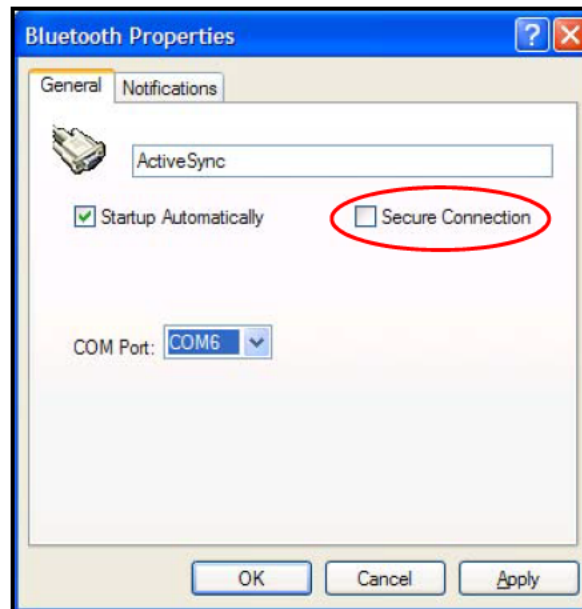 Bluetooth Properties
General Notifications
ActiveSync
Startup Automatically Secure Connection
COM Port: COM6
OK Cancel Apply